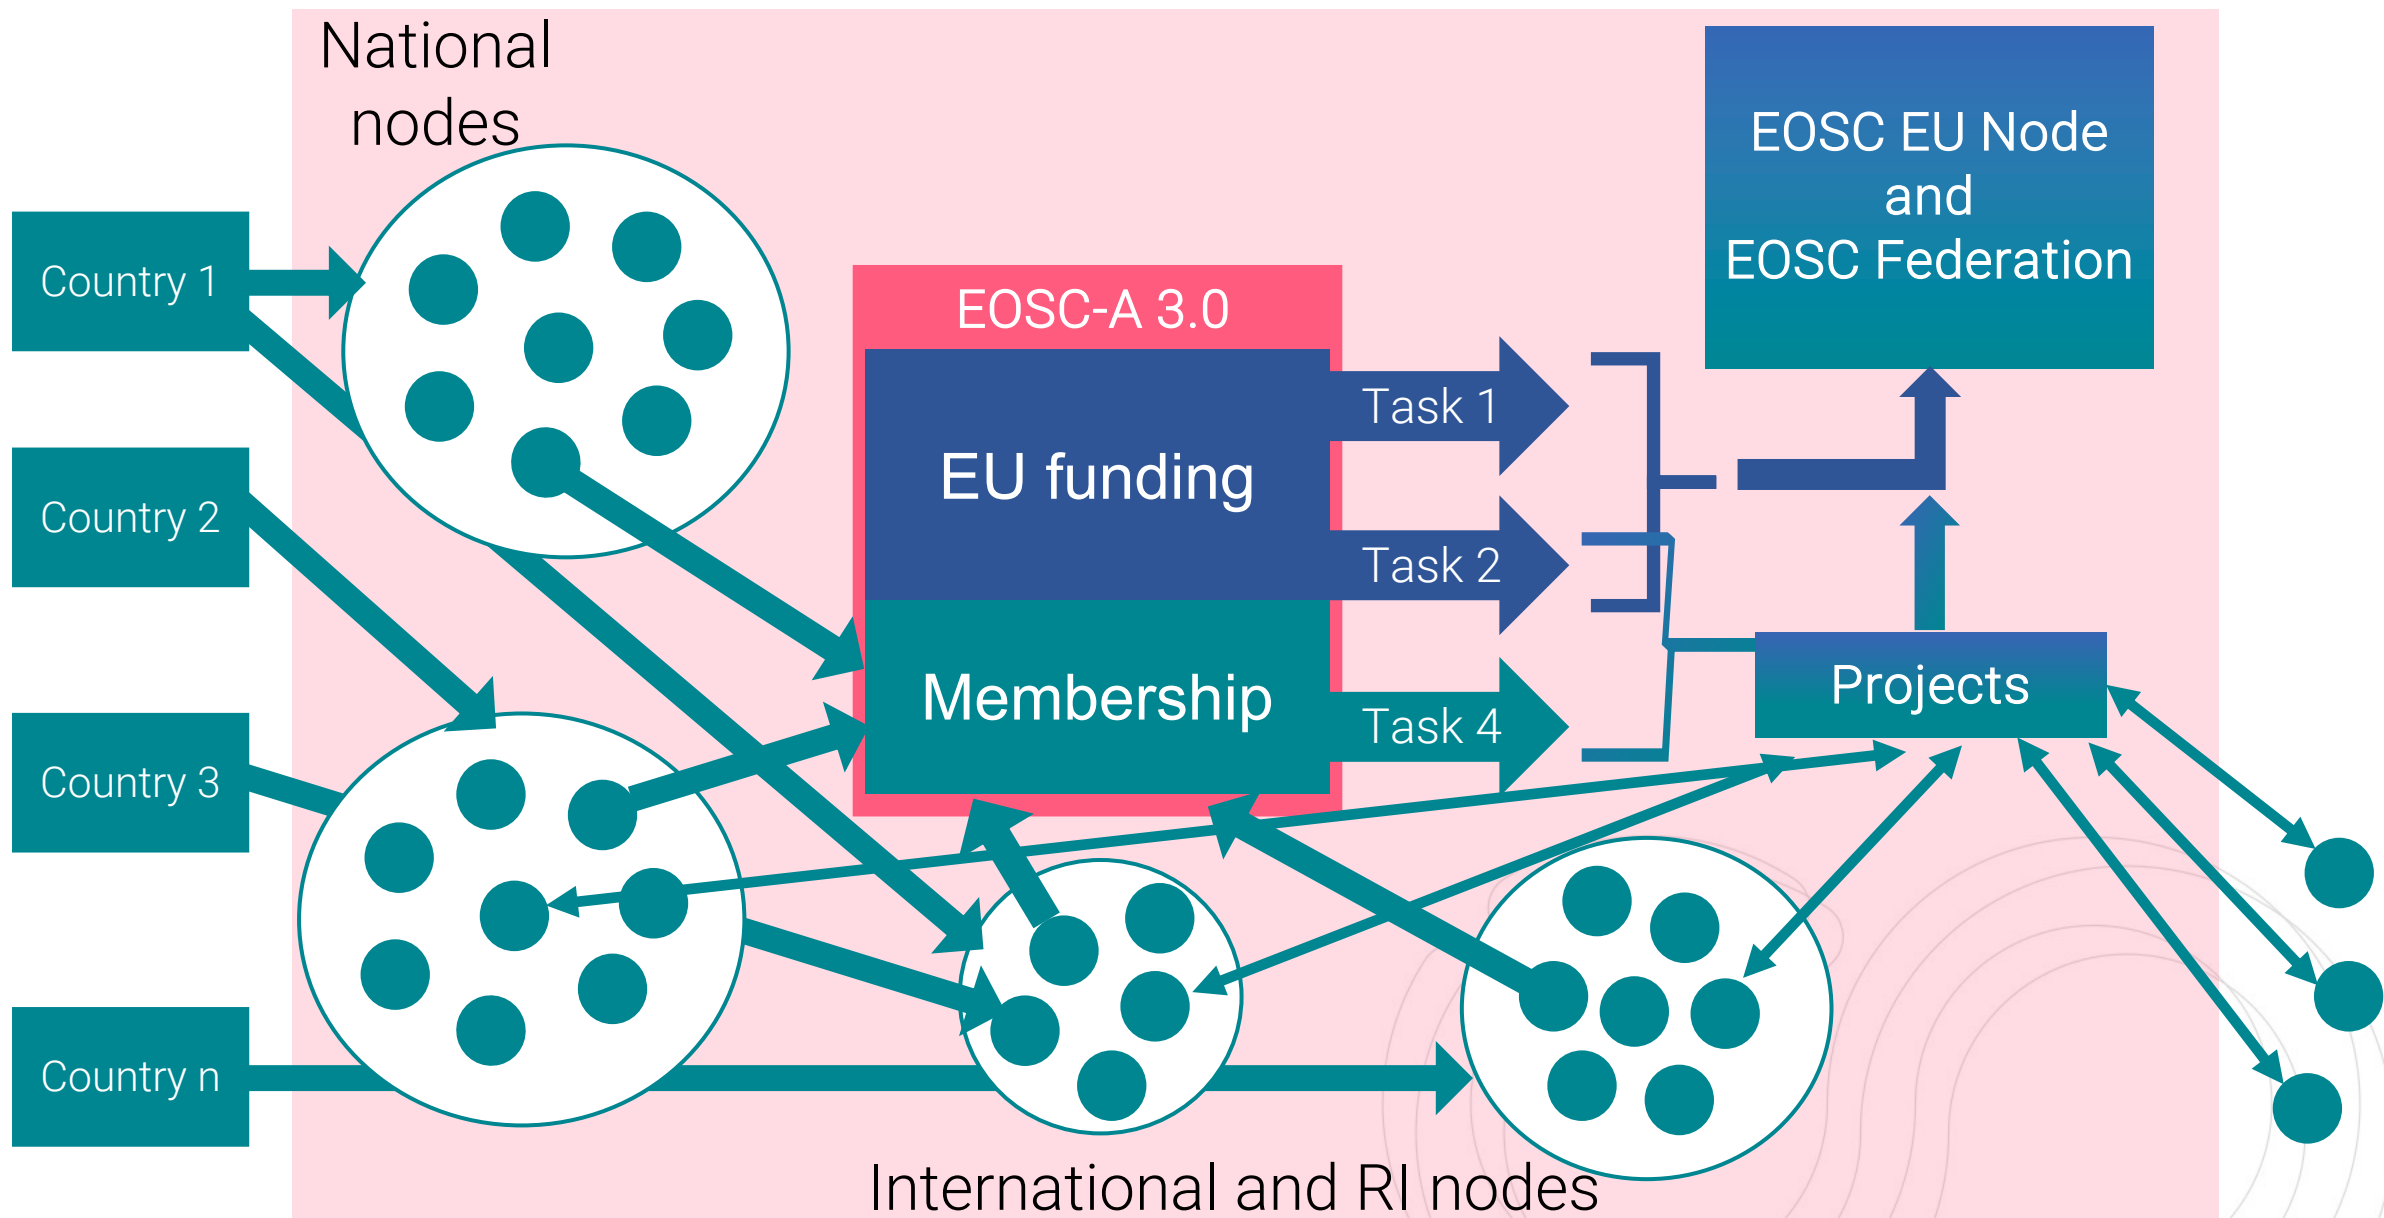 National
nodes
Country 1
Country 2
Country 3
Country n
EOSC-A 3.0
EU funding
Membership
Task 1
Task 2
Task 4
EOSC EU Node
and
EOSC Federation
Projects
International and RI nodes